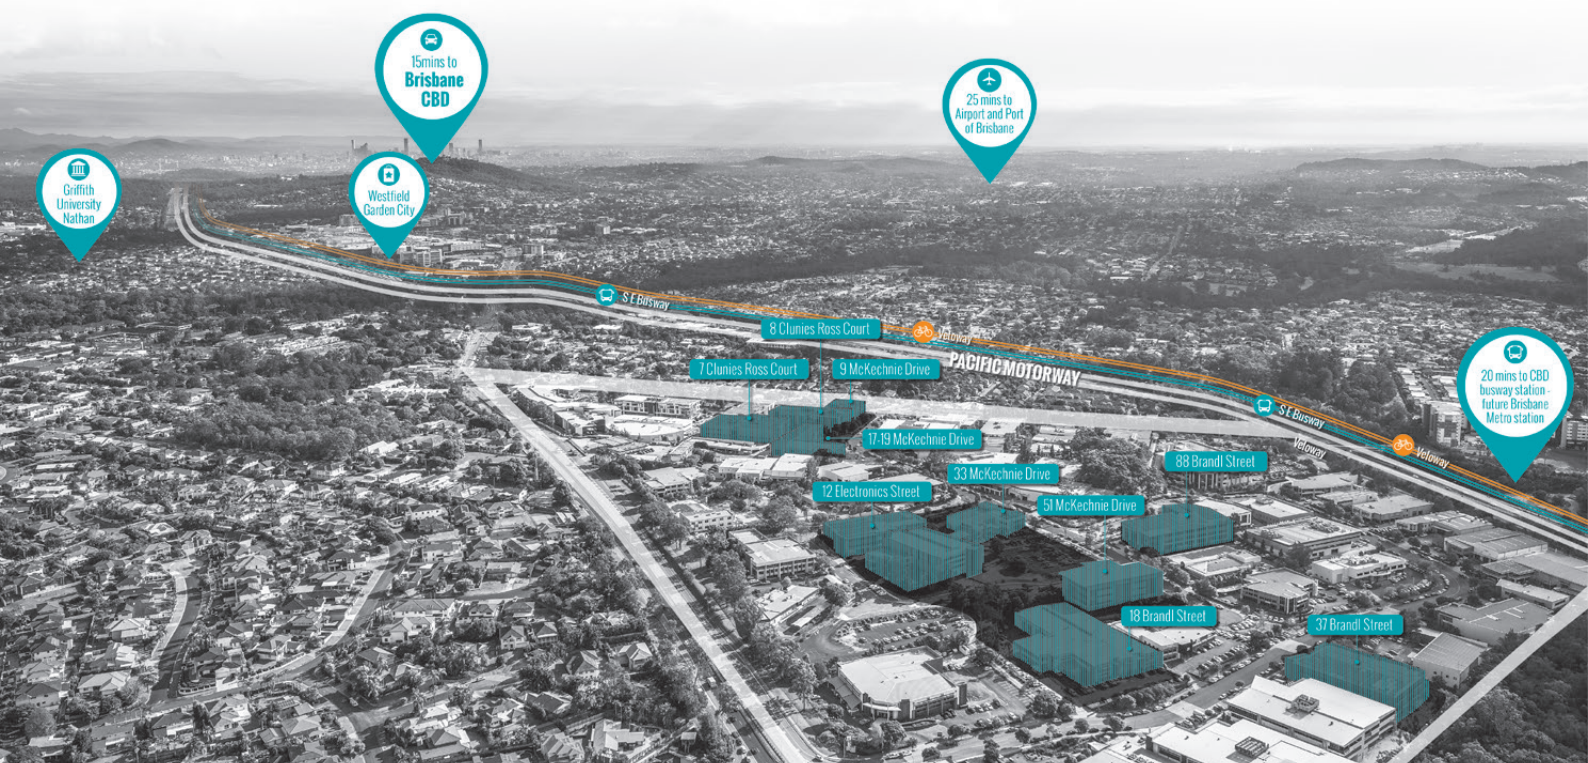 15mins to
Brisbane
CBD
25 mins to
Airport and Port
of Brisbane
Griffith
University
Nathan
Westfield
Garden City
S E Busway
8 Clunies Ross Court
Veloway
7 Clunies Ross Court
9 McKechnie Drive
PACIFIC MOTORWAY
20 mins to CBD
busway station -
future Brisbane
Metro station
S E Busway
Veloway
Veloway
17-19 McKechnie Drive
88 Brandl Street
33 McKechnie Drive
12 Electronics Street
51 McKechnie Drive
18 Brandl Street
37 Brandl Street